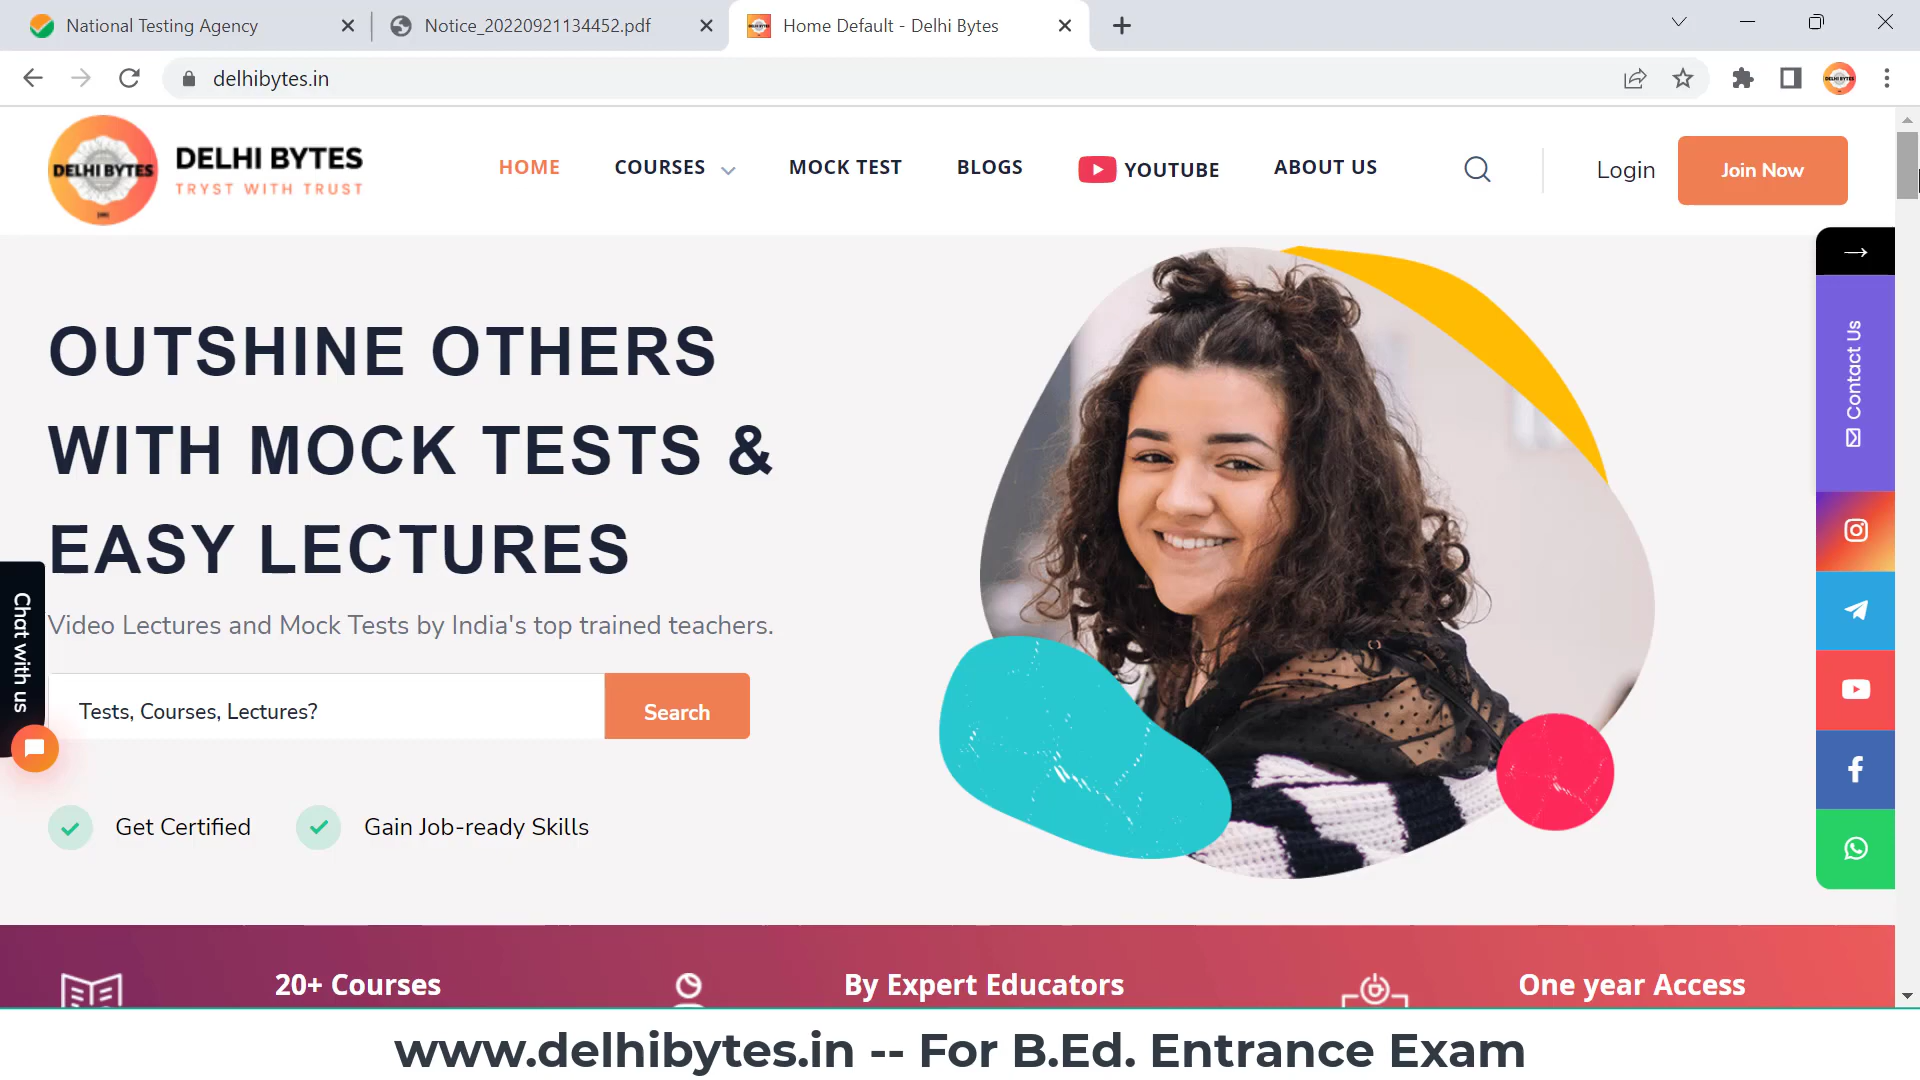 National Testing Agency
Notice_20220921134452.pdf
Home Default - Delhi Bytes
delhibytes.in
DELHI BYTES
DELHI BYTES
TRYST WITH TRUST
HOME
COURSES
MOCK TEST
BLOGS
YOUTUBE
ABOUT US
Login
Join Now
OUTSHINE OTHERS
WITH MOCK TESTS &
EASY LECTURES
Video Lectures and Mock Tests by India's top trained teachers.
Tests, Courses, Lectures?
Search
Get Certified
Gain Job-ready Skills
Chat with us
Contact Us
20+ Courses
By Expert Educators
One year Access
www.delhibytes.in -- For B.Ed. Entrance Exam